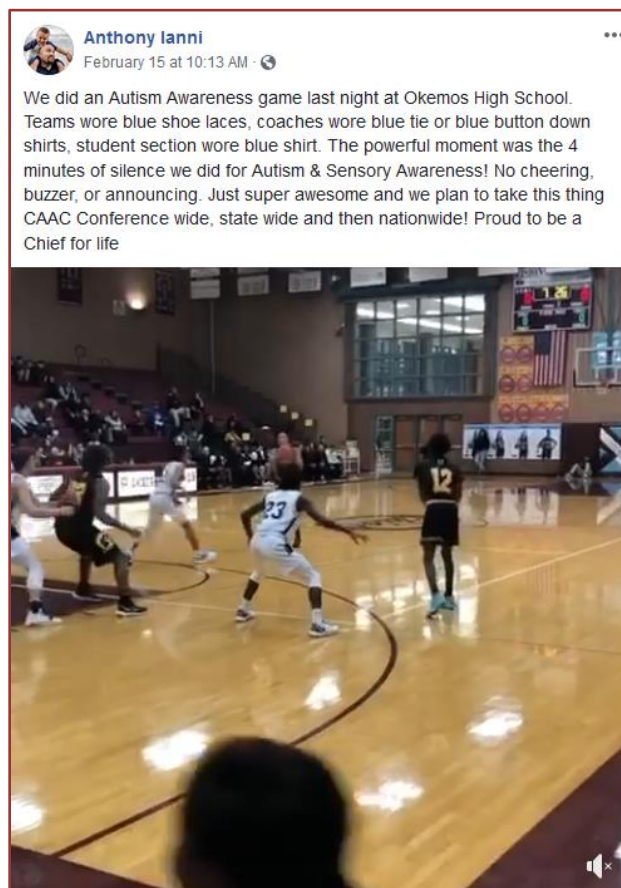 Anthony Ianni
February 15 at 10:13 AM ·
We did an Autism Awareness game last night at Okemos High School.
Teams wore blue shoe laces, coaches wore blue tie or blue button down
shirts, student section wore blue shirt. The powerful moment was the 4
minutes of silence we did for Autism & Sensory Awareness! No cheering,
buzzer, or announcing. Just super awesome and we plan to take this thing
CAAC Conference wide, state wide and then nationwide! Proud to be a
Chief for life
23
12